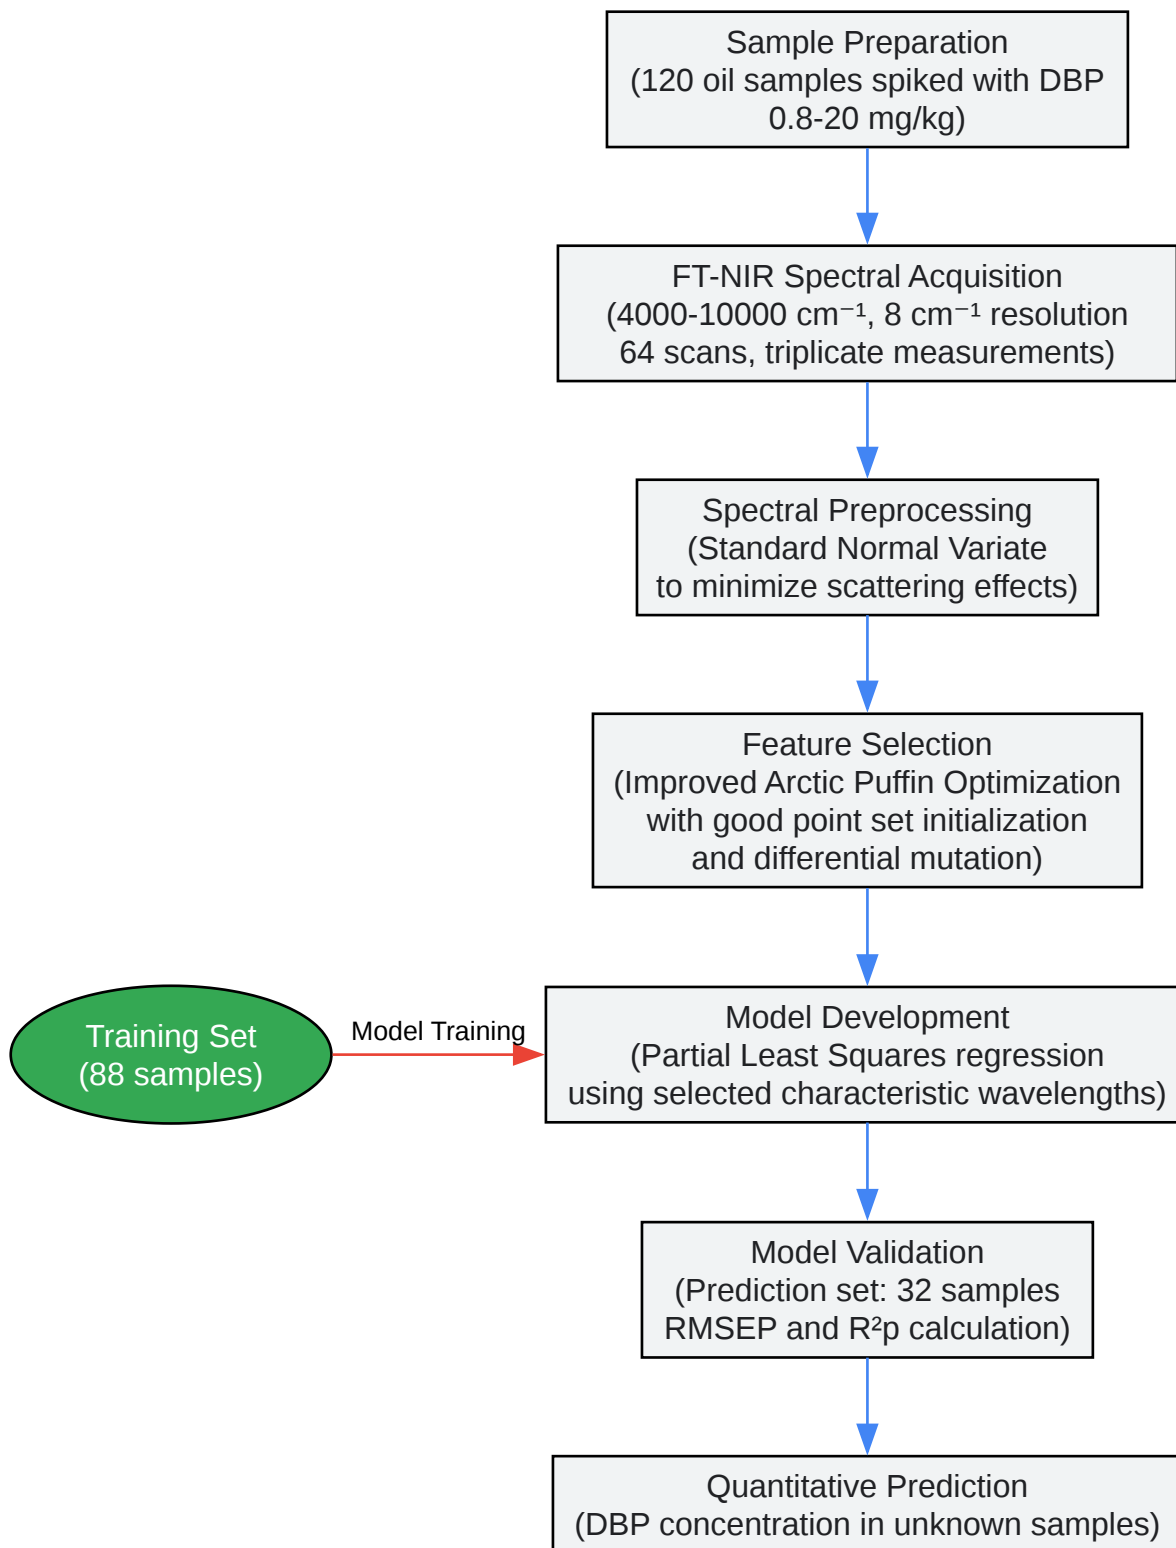 Sample Preparation
(120 oil samples spiked with DBP
0.8-20 mg/kg)
FT-NIR Spectral Acquisition
(4000-10000 cm⁻¹, 8 cm⁻¹ resolution
64 scans, triplicate measurements)
Spectral Preprocessing
(Standard Normal Variate
to minimize scattering effects)
Feature Selection
(Improved Arctic Puffin Optimization
with good point set initialization
and differential mutation)
Training Set
(88 samples)
Model Training
Model Development
(Partial Least Squares regression
using selected characteristic wavelengths)
Model Validation
(Prediction set: 32 samples
RMSEP and R²p calculation)
Quantitative Prediction
(DBP concentration in unknown samples)